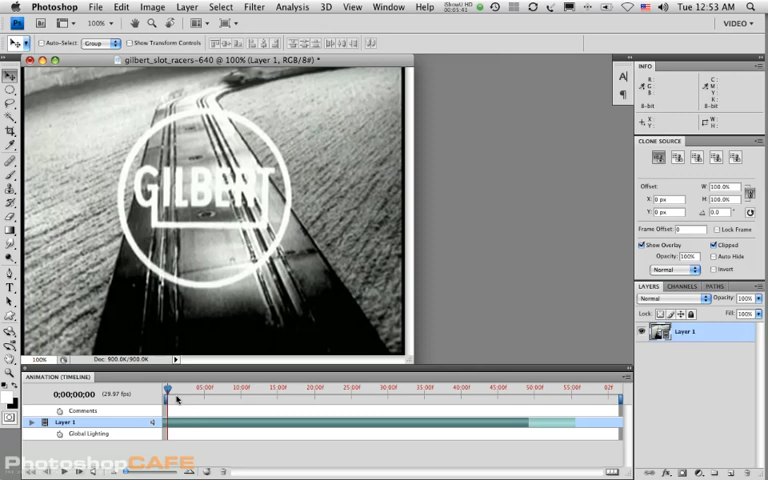 Photoshop File Edit Image Layer Select Filter Analysis 3D View Window Help Tue 12:53 AM
100% VIDEO
Auto-Select: Group Show Transform Controls
gilbert_slot_racers-640 @ 100% (Layer 1, RGB/8#) *
GILBERT
100% Doc: 900.0K/900.0K
INFO
R: C:
G: M:
B: Y:
K:
8-bit 8-bit
X: W:
Y: H:
CLONE SOURCE
Offset: W: 100.0%
X: 0 px H: 100.0%
Y: 0 px 0.0
Frame Offset: 0 Lock Frame
Show Overlay Clipped
Opacity: 100% Auto Hide
Normal Invert
LAYERS CHANNELS PATHS
Normal Opacity: 100%
Lock: Fill: 100%
Layer 1
ANIMATION (TIMELINE)
0;00;00;00 (29.97 fps) 05:00f 10:00f 15:00f 20:00f 25:00f 30:00f 35:00f 40:00f 45:00f 50:00f 55:00f 02f
Comments
Layer 1
Global Lighting
PhotoshopCAFE